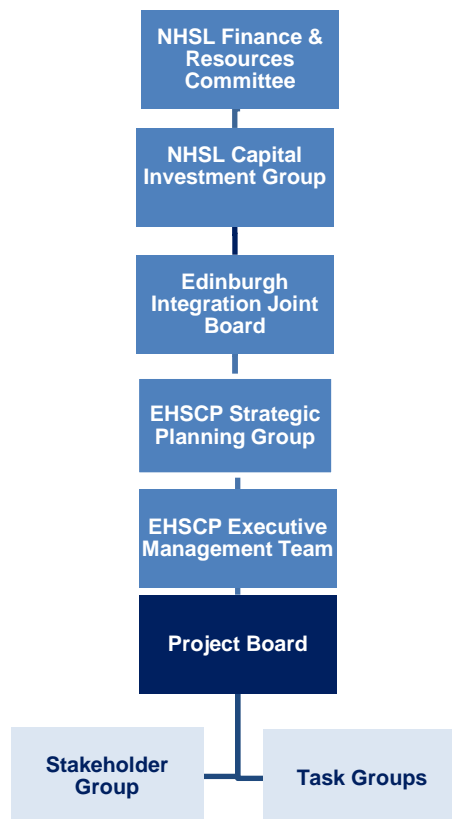 NHSL Finance &
Resources
Committee
NHSL Capital
Investment Group
Edinburgh
Integration Joint
Board
EHSCP Strategic
Planning Group
EHSCP Executive
Management Team
Project Board
Stakeholder
Group
Task Groups